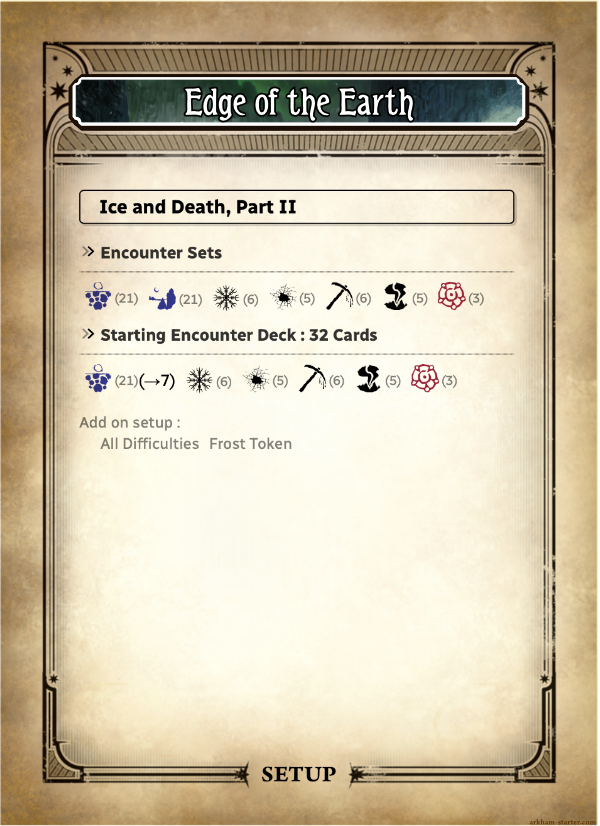 Edge of the Earth
Ice and Death, Part II
Encounter Sets
(21) (21) (6) (5) (6) (5) (3)
Starting Encounter Deck : 32 Cards
(21)(→7) (6) (5) (6) (5) (3)
Add on setup :
All Difficulties Frost Token
SETUP
arkham-starter.com